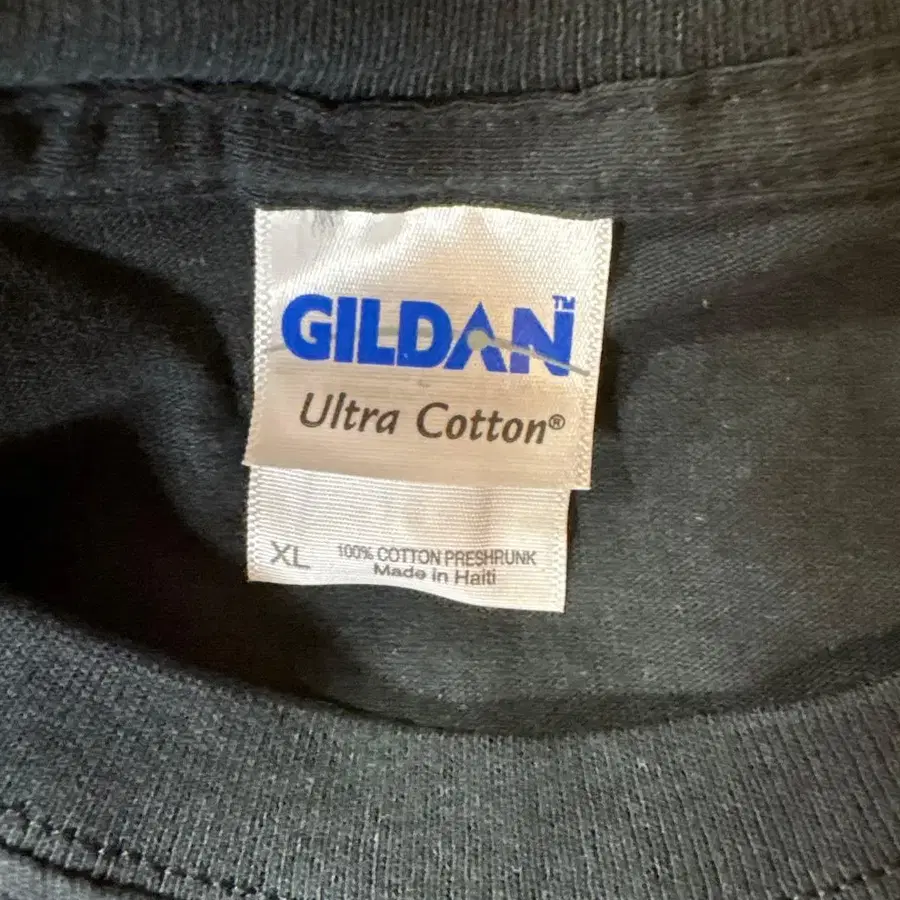 GILDAN™
Ultra Cotton®
XL 100% COTTON PRESHRUNK
Made in Haiti